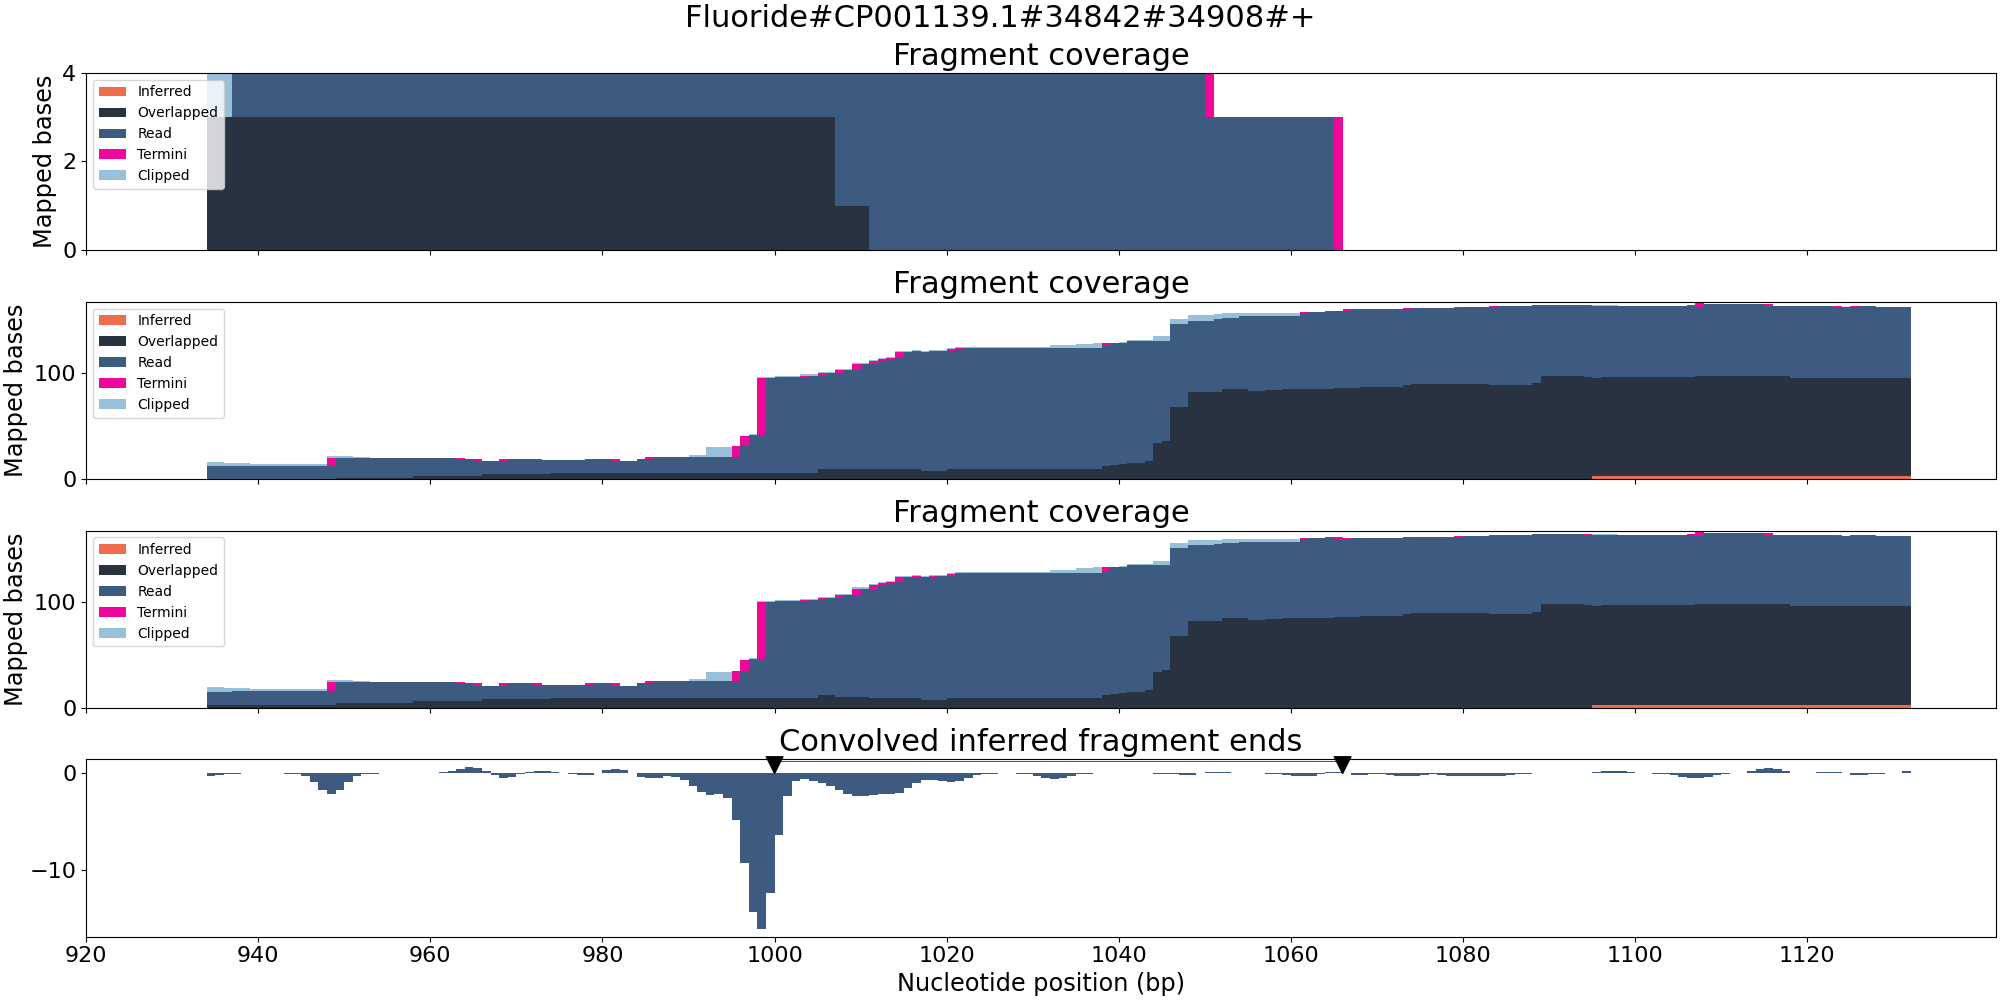 Fluoride#CP001139.1#34842#34908#+
Fragment coverage
Mapped bases
4
2
0
Inferred
Overlapped
Read
Termini
Clipped
Fragment coverage
Mapped bases
100
0
Inferred
Overlapped
Read
Termini
Clipped
Fragment coverage
Mapped bases
100
0
Inferred
Overlapped
Read
Termini
Clipped
Convolved inferred fragment ends
0
−10
920 940 960 980 1000 1020 1040 1060 1080 1100 1120
Nucleotide position (bp)